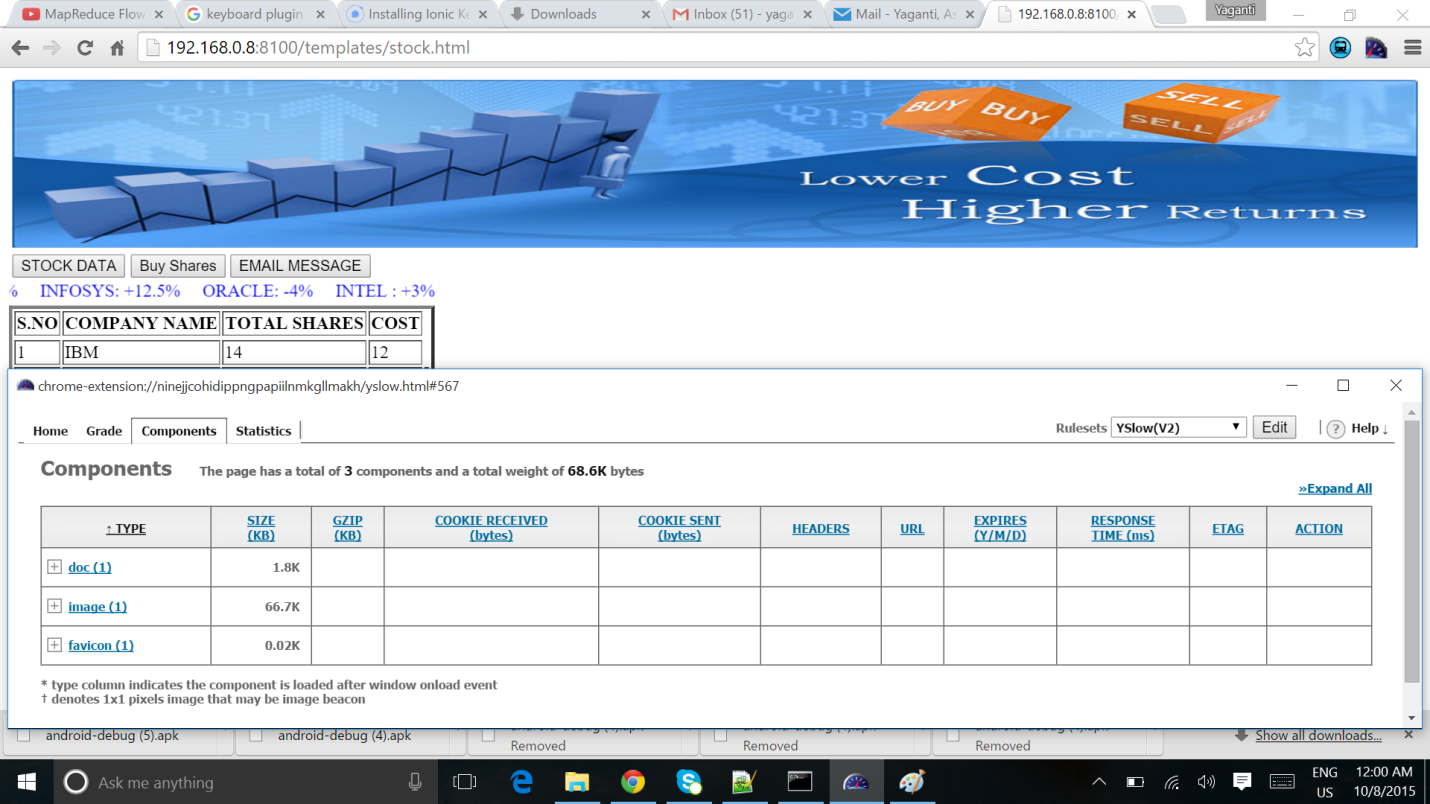 MapReduce Flow
keyboard plugin
Installing Ionic Ke
Downloads
Inbox (51) - yaga
Mail - Yaganti, As
192.168.0.8:8100/
Yaganti
192.168.0.8:8100/templates/stock.html
BUY BUY
SELL
SELL SELL
Lower Cost
Higher Returns
STOCK DATA Buy Shares EMAIL MESSAGE
% INFOSYS: +12.5% ORACLE: -4% INTEL : +3%
S.NO COMPANY NAME TOTAL SHARES COST
1 IBM 14 12
chrome-extension://ninejjcohidippngpapiilnmkgllmakh/yslow.html#567
Home Grade Components Statistics
Rulesets YSlow(V2) Edit ? Help ↓
Components The page has a total of 3 components and a total weight of 68.6K bytes
»Expand All
↑ TYPE SIZE (KB) GZIP (KB) COOKIE RECEIVED (bytes) COOKIE SENT (bytes) HEADERS URL EXPIRES (Y/M/D) RESPONSE TIME (ms) ETAG ACTION
doc (1) 1.8K
image (1) 66.7K
favicon (1) 0.02K
* type column indicates the component is loaded after window onload event
† denotes 1x1 pixels image that may be image beacon
android-debug (5).apk
android-debug (4).apk
Removed
Removed
Removed
Show all downloads...
Ask me anything
ENG
US
12:00 AM
10/8/2015